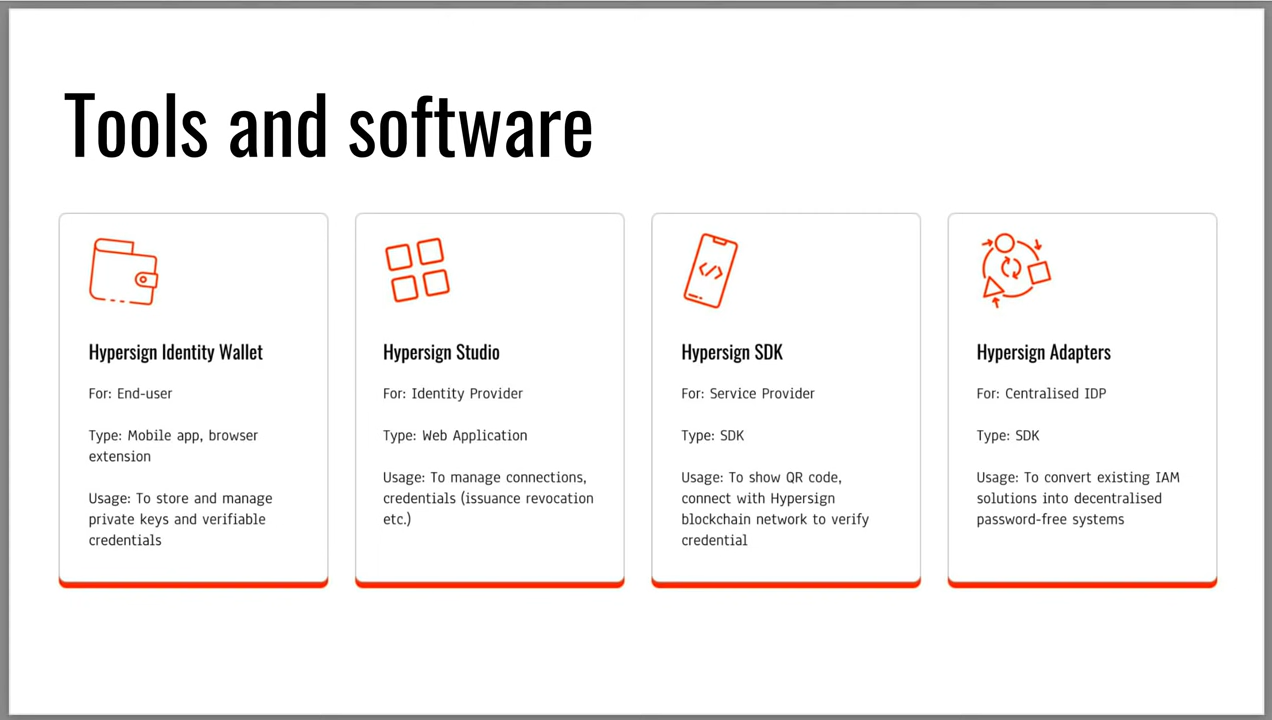 Tools and software
Hypersign Identity Wallet
For: End-user
Type: Mobile app, browser
extension
Usage: To store and manage
private keys and verifiable
credentials
Hypersign Studio
For: Identity Provider
Type: Web Application
Usage: To manage connections,
credentials (issuance revocation
etc.)
</>
Hypersign SDK
For: Service Provider
Type: SDK
Usage: To show QR code,
connect with Hypersign
blockchain network to verify
credential
Hypersign Adapters
For: Centralised IDP
Type: SDK
Usage: To convert existing IAM
solutions into decentralised
password-free systems